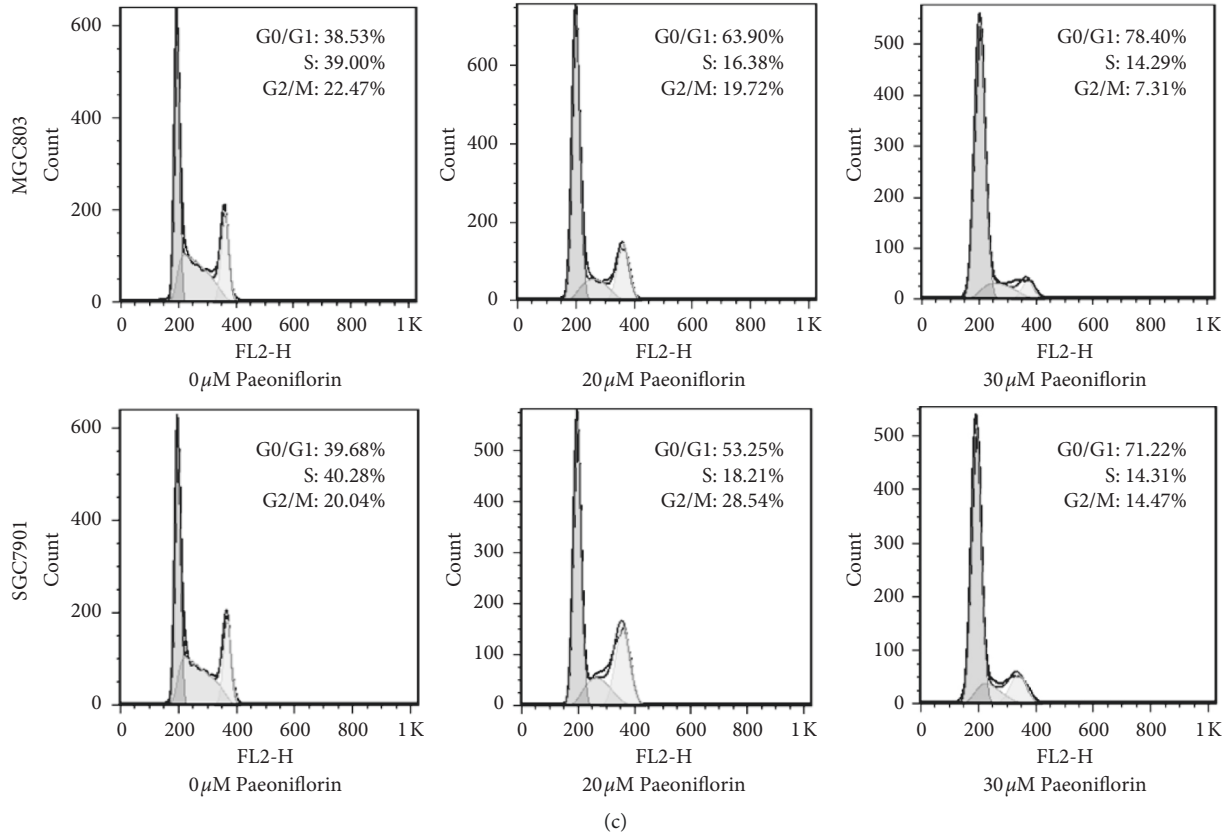 MGC803
Count
600
400
200
0
G0/G1: 38.53%
S: 39.00%
G2/M: 22.47%
0 200 400 600 800 1K
FL2-H
0 μM Paeoniflorin
Count
600
400
200
0
G0/G1: 63.90%
S: 16.38%
G2/M: 19.72%
0 200 400 600 800 1K
FL2-H
20 μM Paeoniflorin
Count
500
400
300
200
100
0
G0/G1: 78.40%
S: 14.29%
G2/M: 7.31%
0 200 400 600 800 1K
FL2-H
30 μM Paeoniflorin
SGC7901
Count
600
400
200
0
G0/G1: 39.68%
S: 40.28%
G2/M: 20.04%
0 200 400 600 800 1K
FL2-H
0 μM Paeoniflorin
Count
500
400
300
200
100
0
G0/G1: 53.25%
S: 18.21%
G2/M: 28.54%
0 200 400 600 800 1K
FL2-H
20 μM Paeoniflorin
Count
500
400
300
200
100
0
G0/G1: 71.22%
S: 14.31%
G2/M: 14.47%
0 200 400 600 800 1K
FL2-H
30 μM Paeoniflorin
(c)